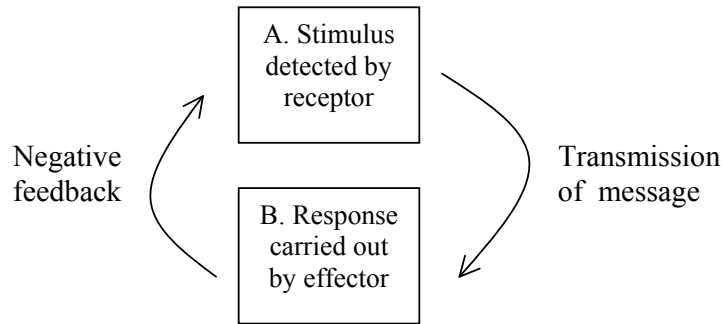 A. Stimulus
detected by
receptor
Negative
feedback
Transmission
of message
B. Response
carried out
by effector